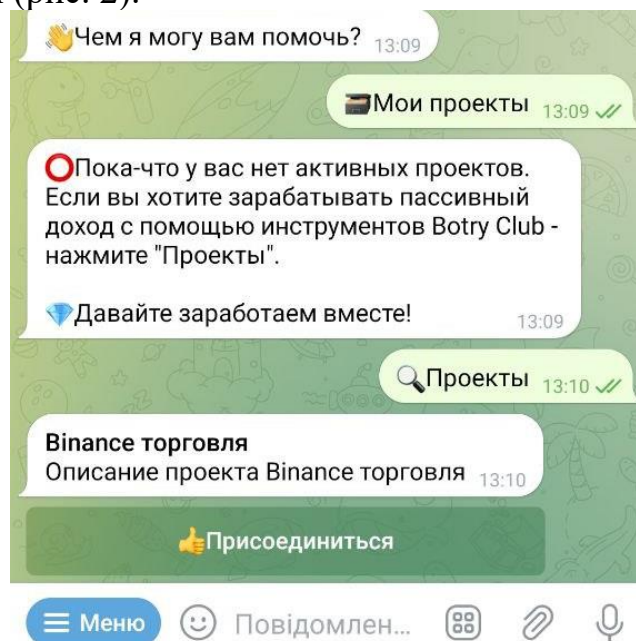 (рис. 2).
👋Чем я могу вам помочь? 13:09
Мои проекты 13:09
⭕Пока-что у вас нет активных проектов.
Если вы хотите зарабатывать пассивный
доход с помощью инструментов Botry Club -
нажмите "Проекты".
💎Давайте заработаем вместе! 13:09
🔍Проекты 13:10
Binance торговля
Описание проекта Binance торговля 13:10
👍Присоединиться
Меню Повідомлен...